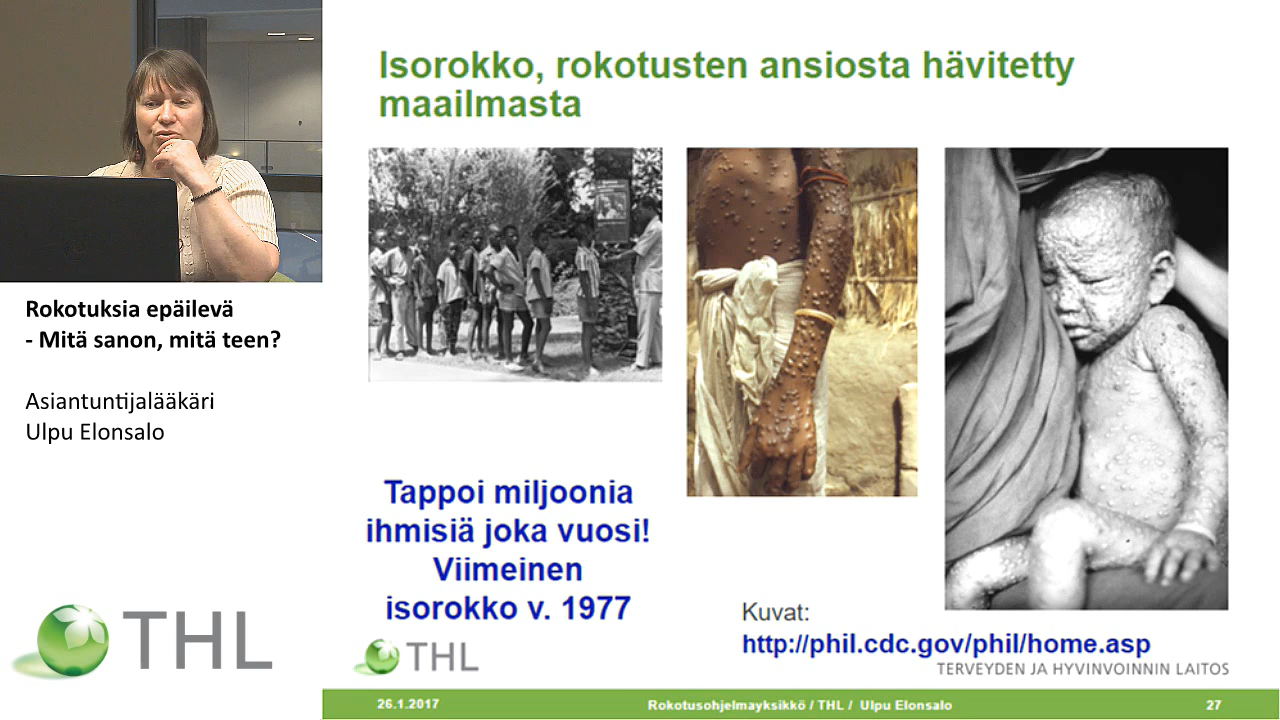 Isorokko, rokotusten ansiosta hävitetty
maailmasta
Rokotuksia epäilevä
- Mitä sanon, mitä teen?
Asiantuntijalääkäri
Ulpu Elonsalo
THL
Tappoi miljoonia
ihmisiä joka vuosi!
Viimeinen
isorokko v. 1977
Kuvat:
http://phil.cdc.gov/phil/home.asp
THL
TERVEYDEN JA HYVINVOINNIN LAITOS
26.1.2017
Rokotusohjelmayksikkö / THL / Ulpu Elonsalo
27